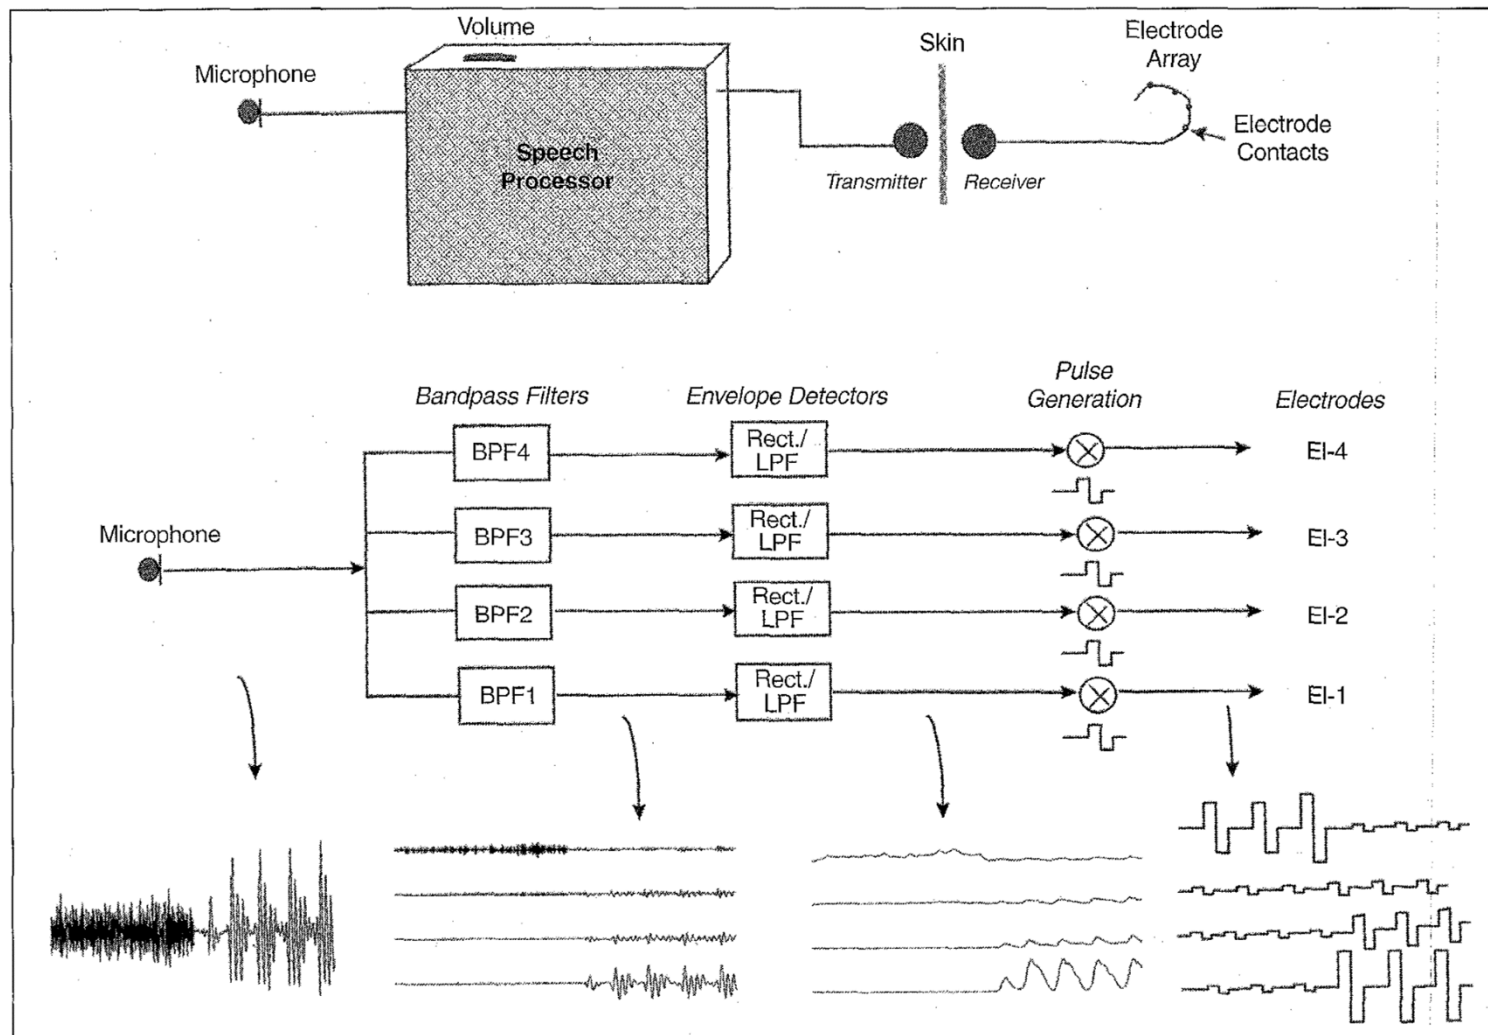 Volume
Microphone
Speech
Processor
Skin
Transmitter
Receiver
Electrode
Array
Electrode
Contacts
Bandpass Filters
Envelope Detectors
Pulse
Generation
Electrodes
BPF4
Rect./
LPF
El-4
BPF3
Rect./
LPF
El-3
Microphone
BPF2
Rect./
LPF
El-2
BPF1
Rect./
LPF
El-1